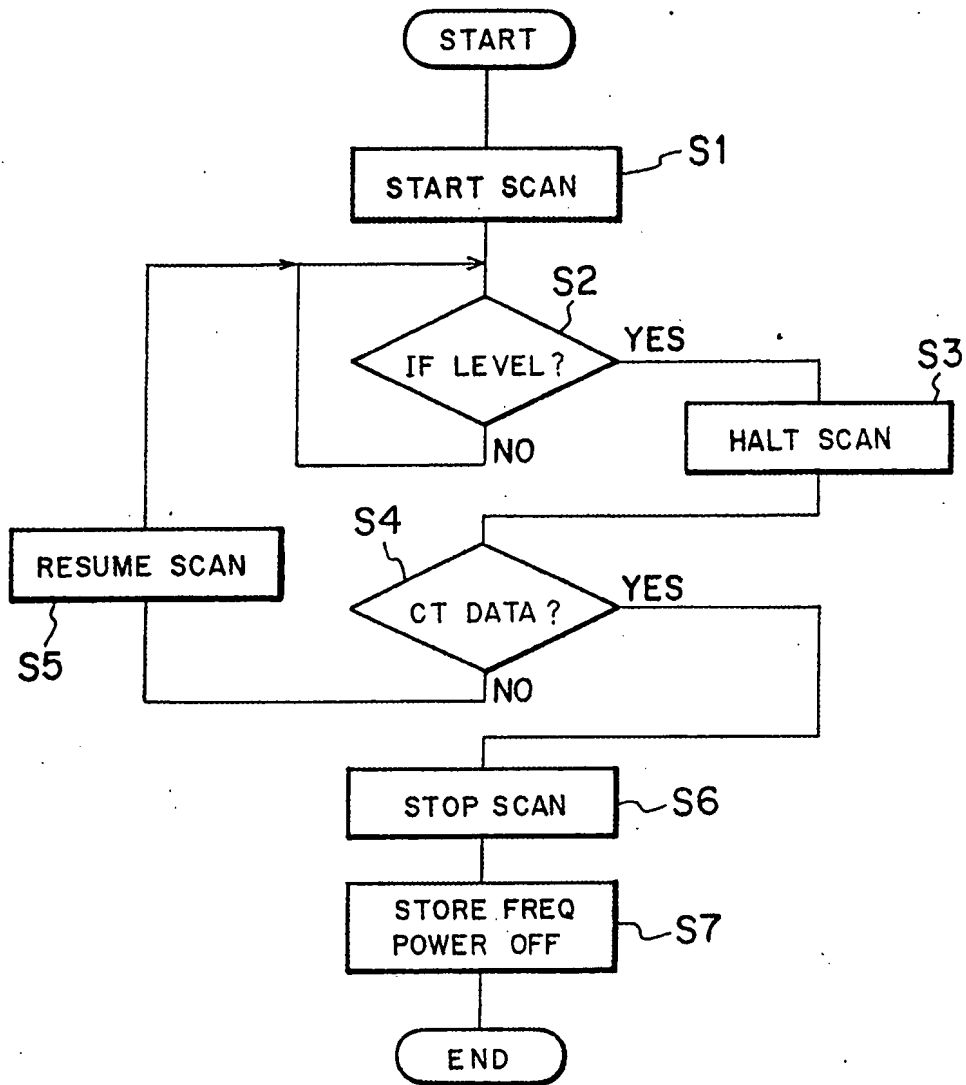 START
START SCAN
S1
S2
IF LEVEL?
YES
NO
S3
HALT SCAN
S4
CT DATA?
YES
NO
RESUME SCAN
S5
STOP SCAN
S6
STORE FREQ
POWER OFF
S7
END